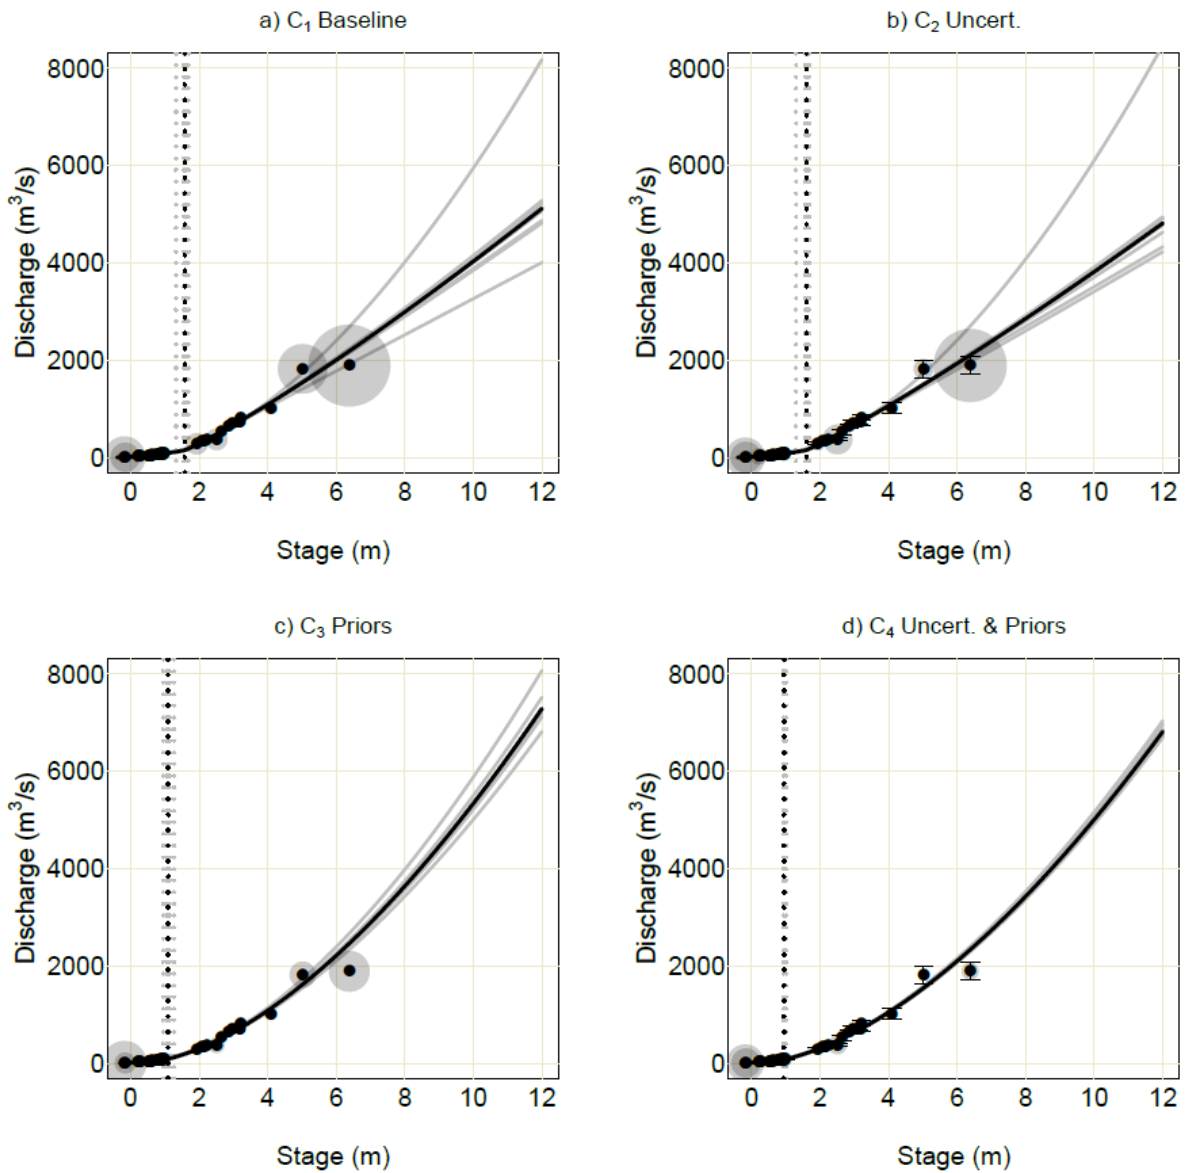 a) C₁ Baseline
Discharge (m³/s)
8000
6000
4000
2000
0
0 2 4 6 8 10 12
Stage (m)
b) C₂ Uncert.
Discharge (m³/s)
8000
6000
4000
2000
0
0 2 4 6 8 10 12
Stage (m)
c) C₃ Priors
Discharge (m³/s)
8000
6000
4000
2000
0
0 2 4 6 8 10 12
Stage (m)
d) C₄ Uncert. & Priors
Discharge (m³/s)
8000
6000
4000
2000
0
0 2 4 6 8 10 12
Stage (m)